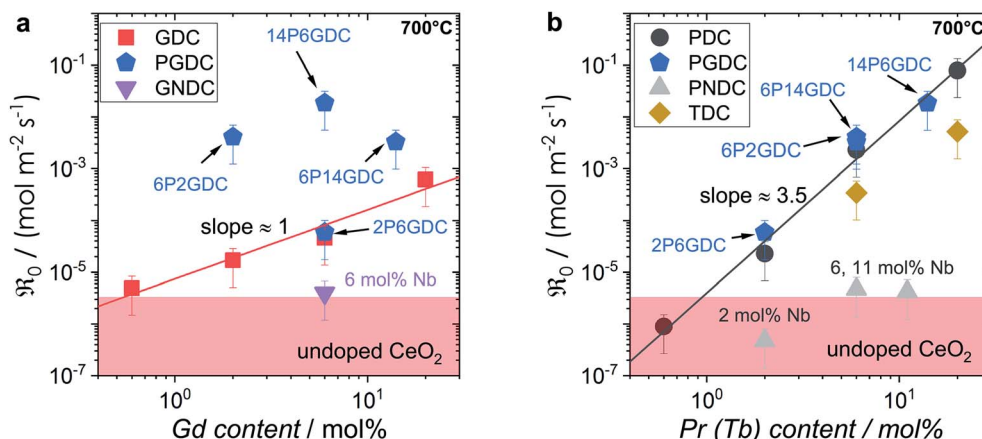 a
700°C
GDC
PGDC
GNDC
14P6GDC
6P2GDC
6P14GDC
slope ≈ 1
2P6GDC
6 mol% Nb
undoped CeO₂
10⁻¹
10⁻³
10⁻⁵
10⁻⁷
ℜ₀ / (mol m⁻² s⁻¹)
10⁰
10¹
Gd content / mol%
b
700°C
PDC
PGDC
PNDC
TDC
14P6GDC
6P14GDC
6P2GDC
slope ≈ 3.5
2P6GDC
6, 11 mol% Nb
2 mol% Nb
undoped CeO₂
10⁻¹
10⁻³
10⁻⁵
10⁻⁷
ℜ₀ / (mol m⁻² s⁻¹)
10⁰
10¹
Pr (Tb) content / mol%